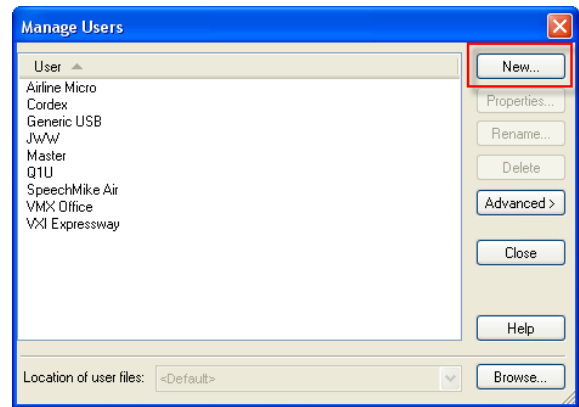 Manage Users
User
New...
Airline Micro
Cordex
Generic USB
JWW
Master
Q1U
SpeechMike Air
VMX Office
VXI Expressway
Properties...
Rename...
Delete
Advanced >
Close
Help
Location of user files: <Default> Browse...